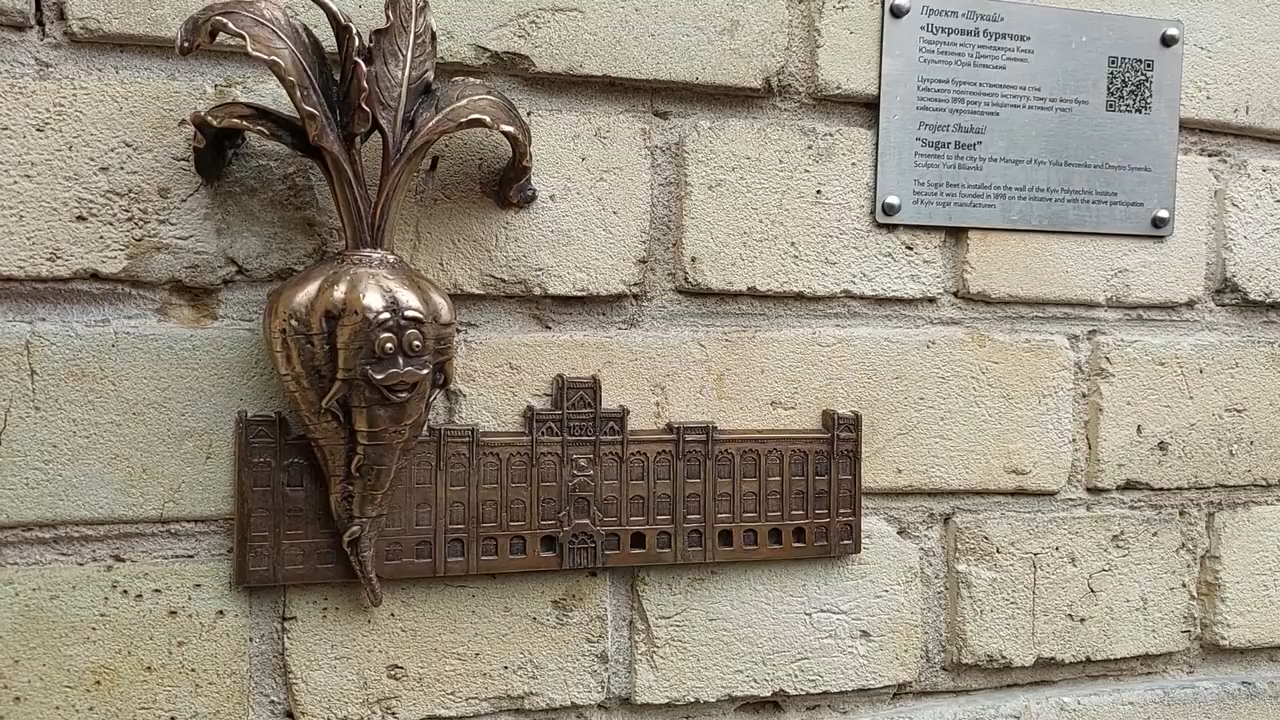 Проєкт «Шукай!»
«Цукровий бурячок»
Подарували місту менеджерка Києва
Юлія Бевзенко та Дмитро Синенко.
Скульптор Юрій Білявський
Цукровий бурячок встановлено на стіні
Київського політехнічного інституту, тому що його було
засновано 1898 року за ініціативи й активної участі
київських цукрозаводчиків
Project Shukai!
“Sugar Beet”
Presented to the city by the Manager of Kyiv Yulia Bevzenko and Dmytro Synenko
Sculptor Yurii Biliavskii
The Sugar Beet is installed on the wall of the Kyiv Polytechnic Institute
because it was founded in 1898 on the initiative and with the active participation
of Kyiv sugar manufacturers
1898